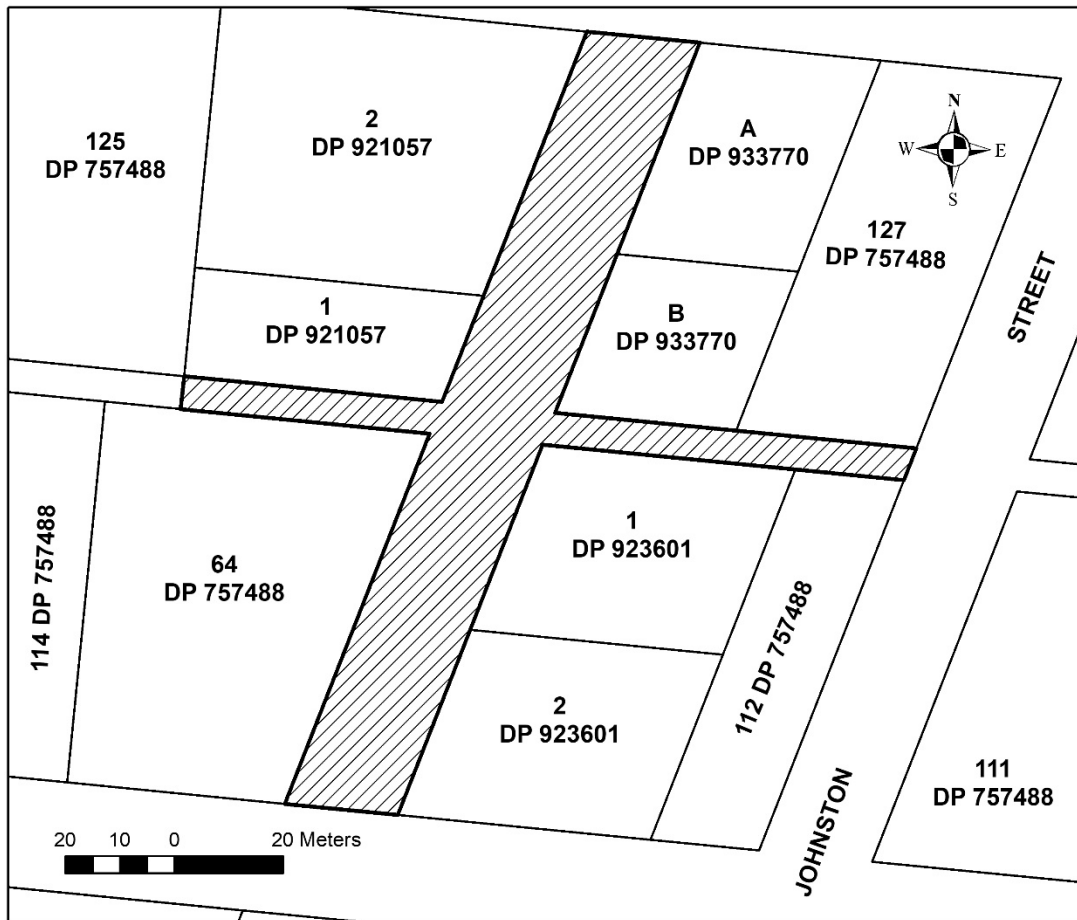 2
DP 921057
125
DP 757488
A
DP 933770
N
W
E
S
127
DP 757488
1
DP 921057
B
DP 933770
STREET
1
DP 923601
64
DP 757488
114 DP 757488
112 DP 757488
2
DP 923601
111
DP 757488
JOHNSTON
20 10 0 20 Meters